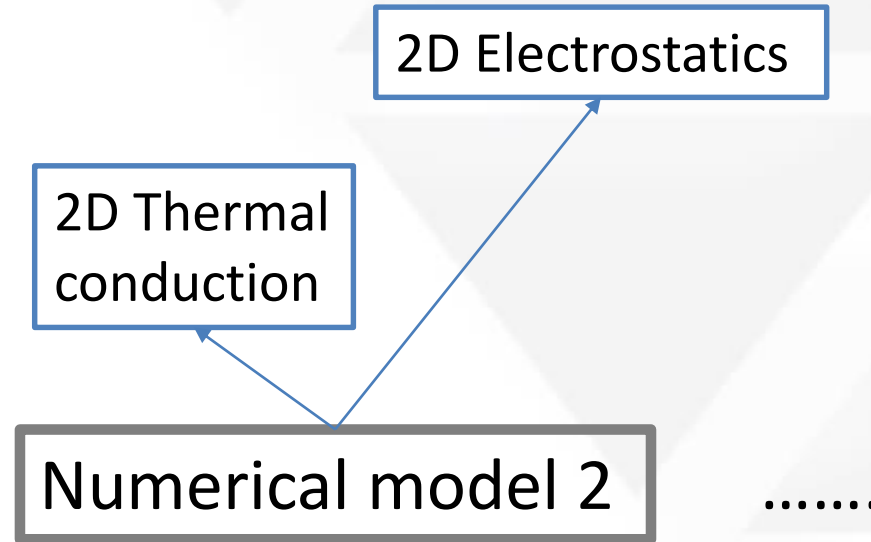 2D Electrostatics
2D Thermal
conduction
Numerical model 2
........